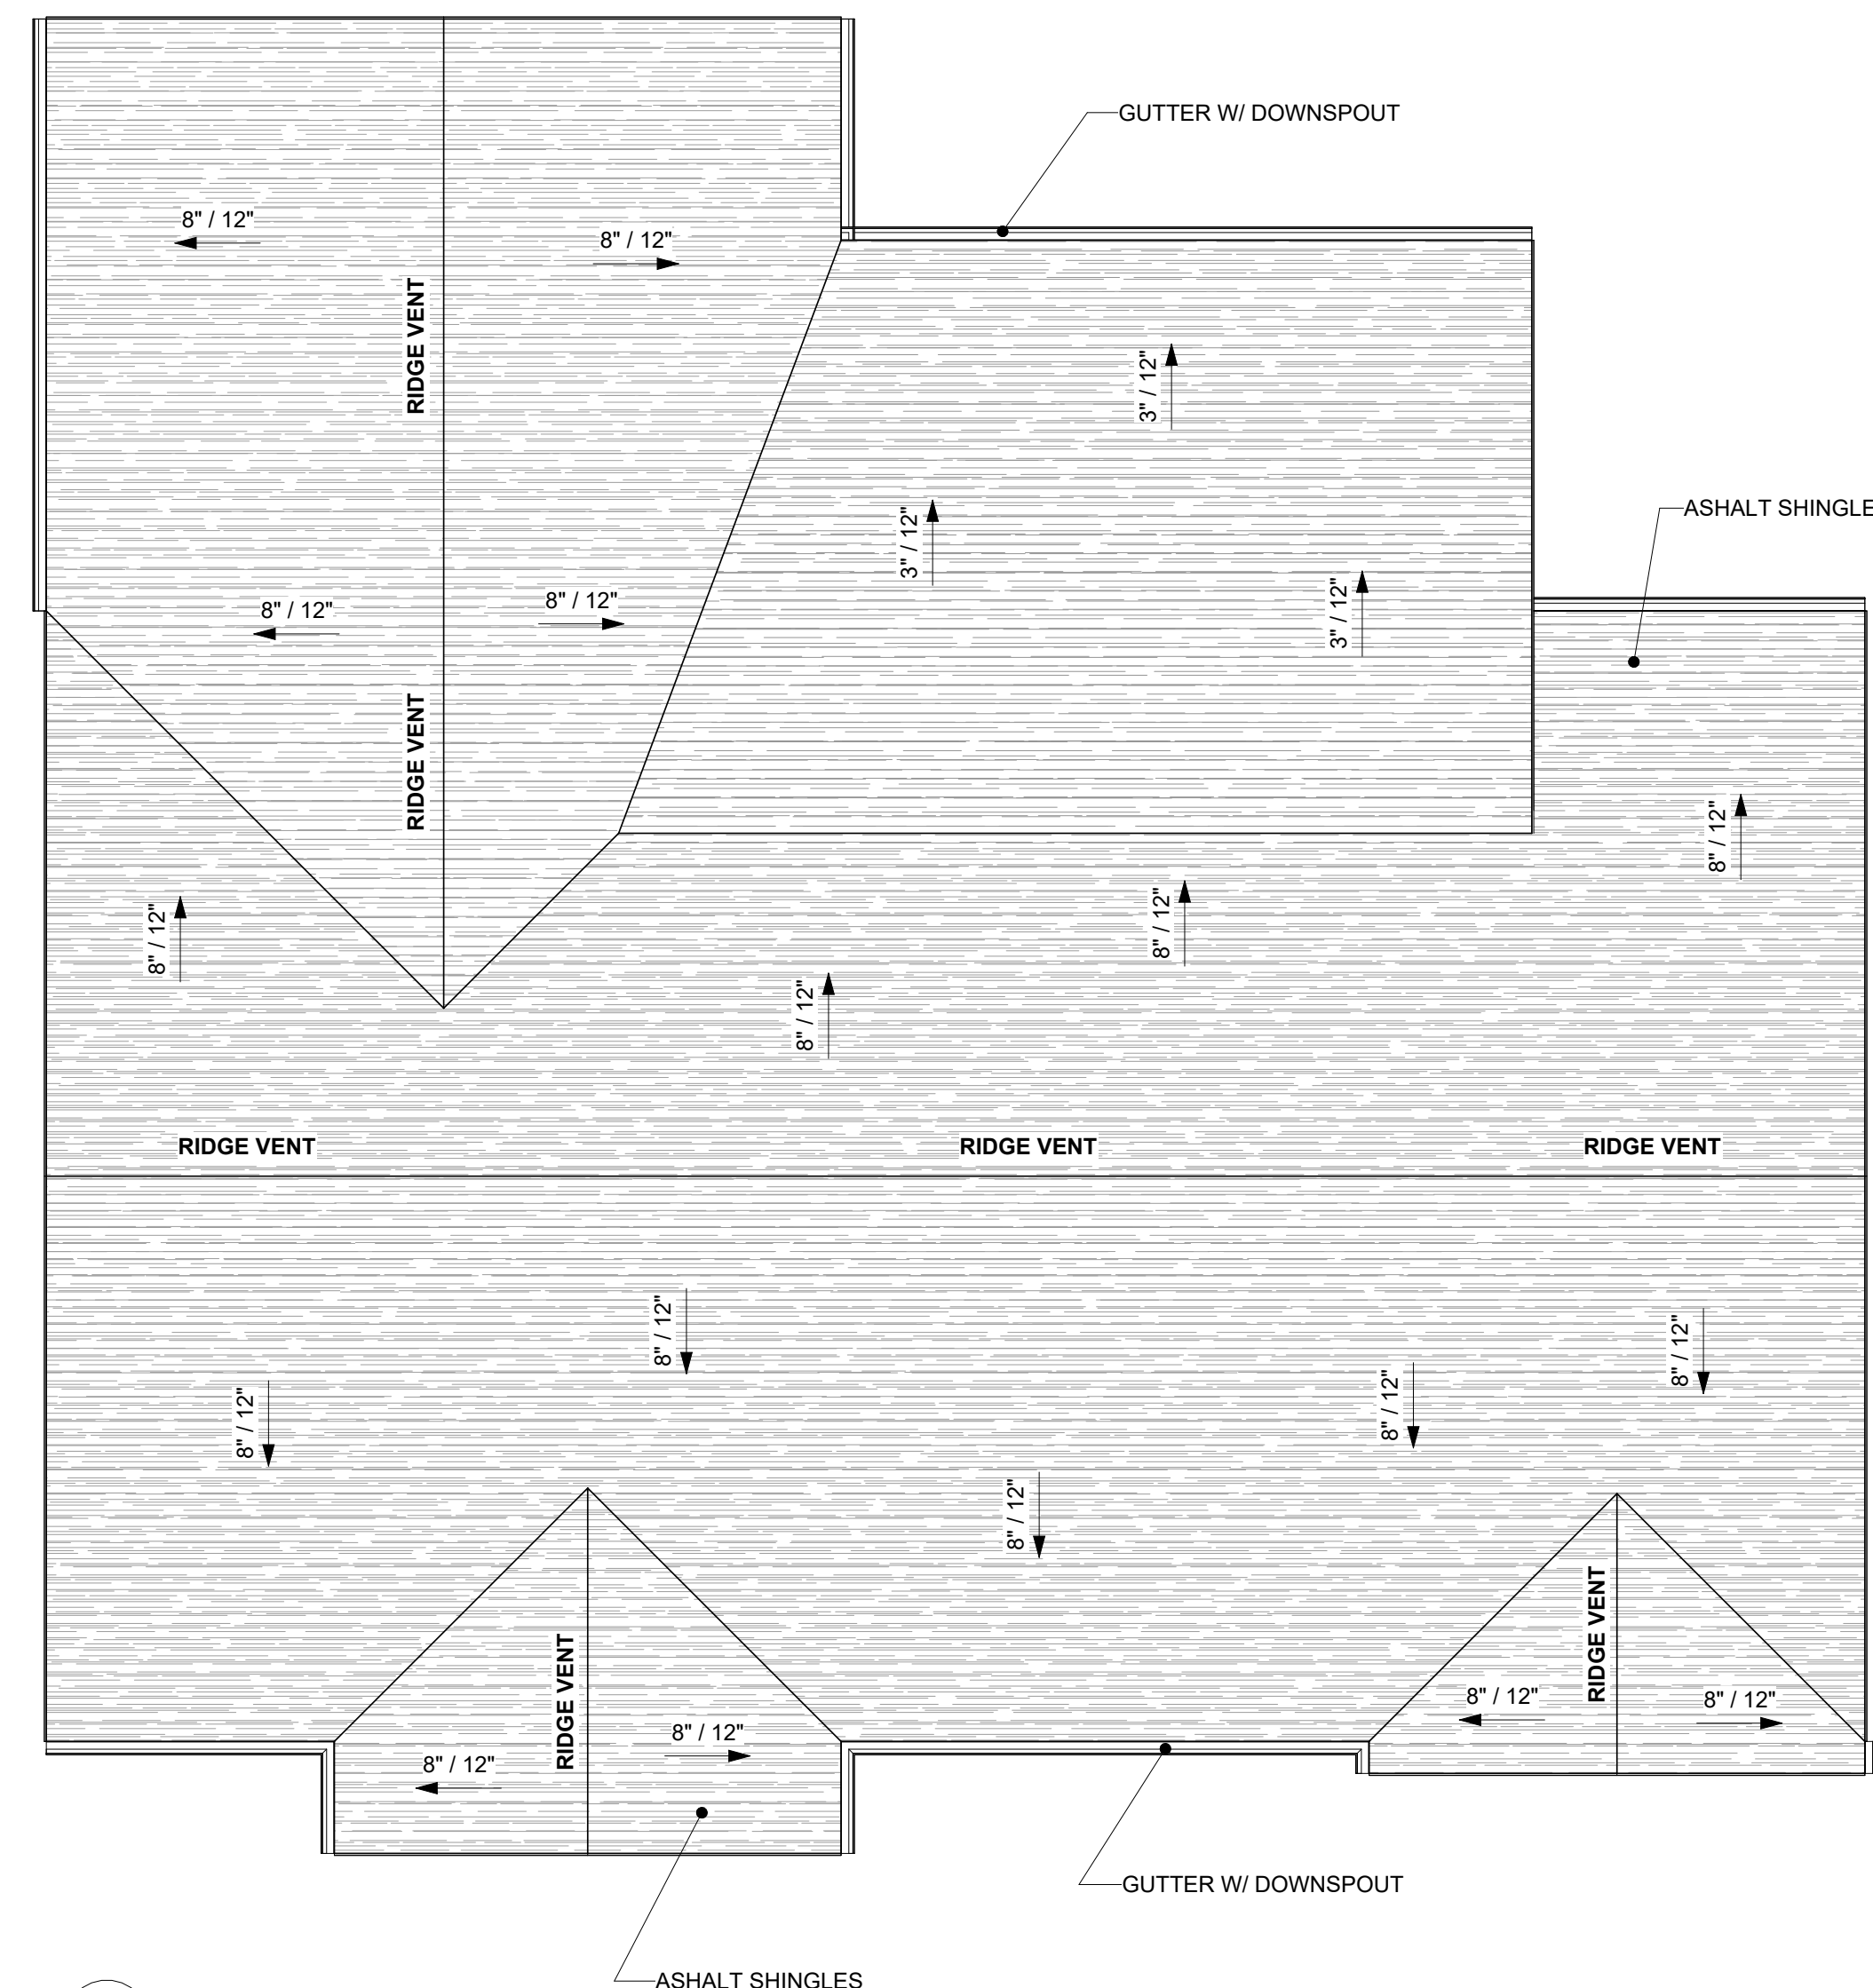 GUTTER W/ DOWNSPOUT
8" / 12"
8" / 12"
RIDGE VENT
3" / 12"
ASHALT SHINGLE
3" / 12"
3" / 12"
8" / 12"
8" / 12"
RIDGE VENT
8" / 12"
8" / 12"
8" / 12"
8" / 12"
RIDGE VENT
RIDGE VENT
RIDGE VENT
8" / 12"
8" / 12"
8" / 12"
8" / 12"
8" / 12"
RIDGE VENT
RIDGE VENT
8" / 12"
8" / 12"
8" / 12"
8" / 12"
GUTTER W/ DOWNSPOUT
ASHALT SHINGLES